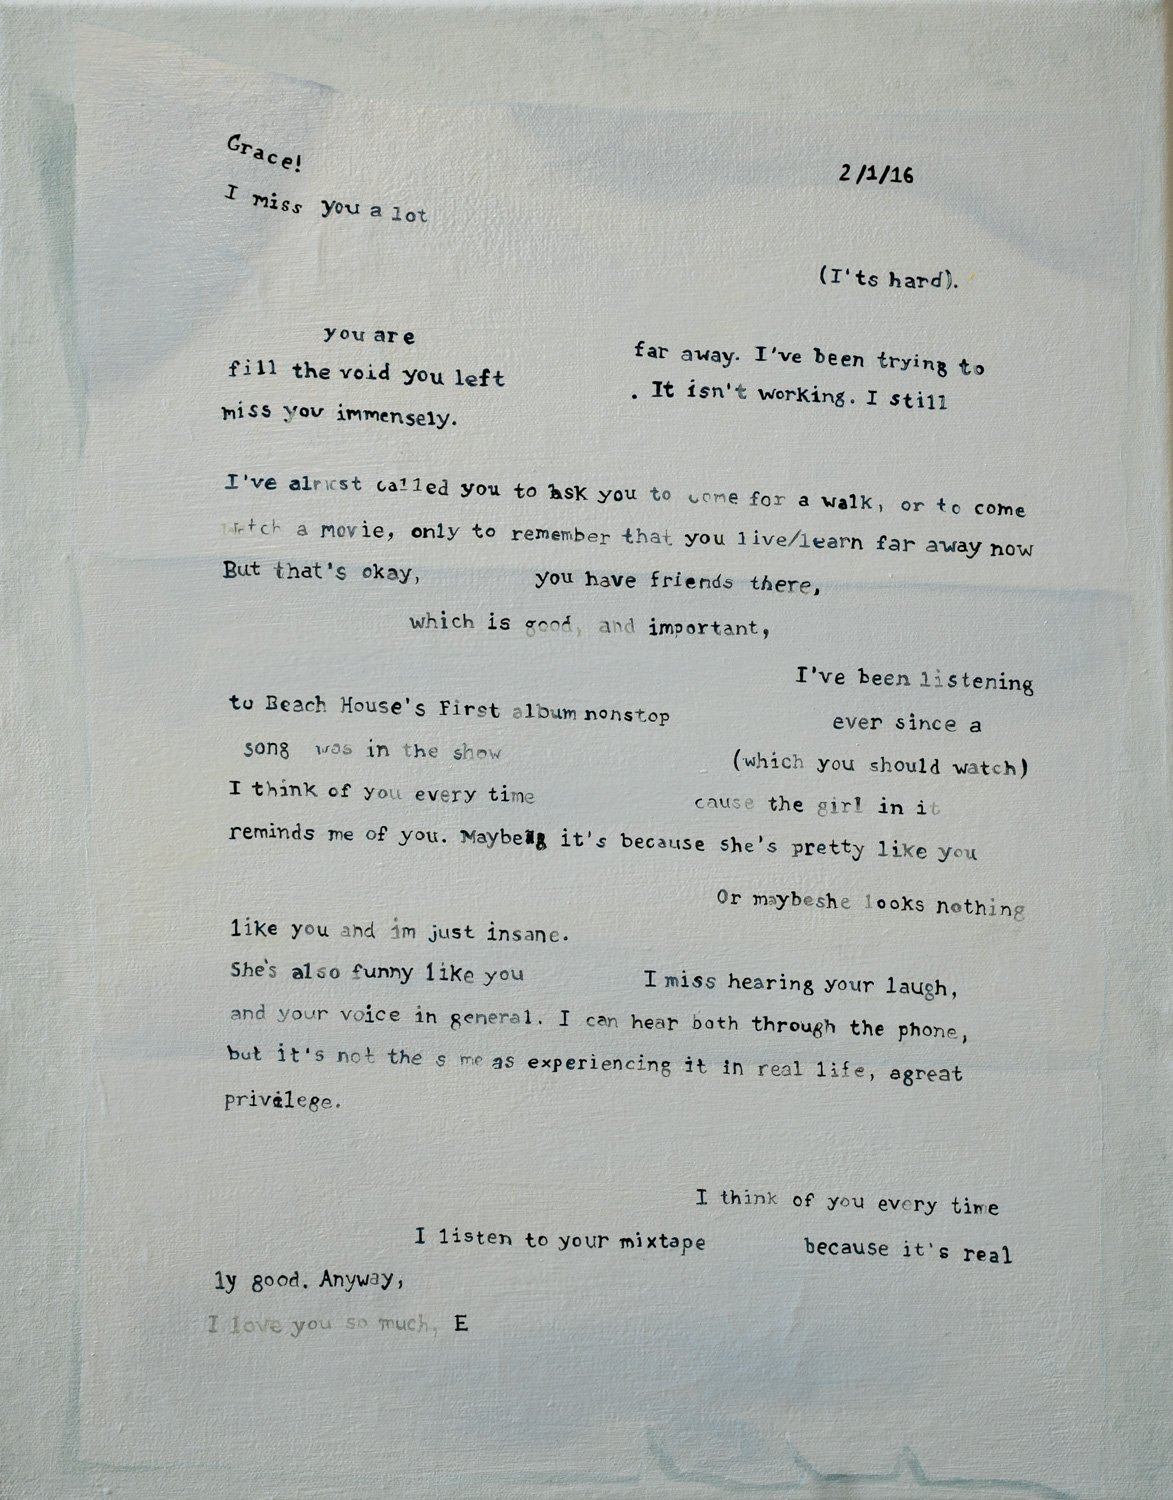 Grace!
2/1/16
I miss you a lot
(I'ts hard).
you are far away. I've been trying to
fill the void you left . It isn't working. I still
miss you immensely.
I've almost called you to ask you to come for a walk, or to come
watch a movie, only to remember that you live/learn far away now
But that's okay, you have friends there,
which is good, and important,
I've been listening
to Beach House's First album nonstop ever since a
song was in the show (which you should watch)
I think of you every time cause the girl in it
reminds me of you. Maybe it's because she's pretty like you
Or maybeshe looks nothing
like you and im just insane.
She's also funny like you I miss hearing your laugh,
and your voice in general. I can hear both through the phone,
but it's not the s me as experiencing it in real life, agreat
privilege.
I think of you every time
I listen to your mixtape because it's real
ly good. Anyway,
I love you so much, E